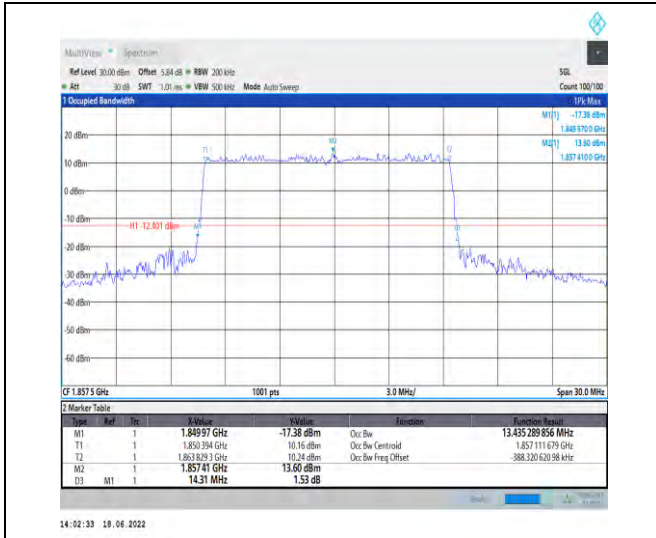 MultiView Spectrum
Ref Level 30.00 dBm Offset 5.84 dB RBW 200 kHz SGL
Att 30 dB SWT 1.01 ms VBW 500 kHz Mode Auto Sweep Count 100/100
1 Occupied Bandwidth 1Pk Max
M1[1] -17.38 dBm
1.849 970 0 GHz
M2[1] 13.60 dBm
1.857 410 0 GHz
20 dBm
T1 M2 T2
10 dBm
0 dBm
-10 dBm
H1 -12.401 dBm M1 D3
-20 dBm
-30 dBm
-40 dBm
-50 dBm
-60 dBm
CF 1.857 5 GHz 1001 pts 3.0 MHz/ Span 30.0 MHz
2 Marker Table
Type Ref Trc X-Value Y-Value Function Function Result
M1 1 1.849 97 GHz -17.38 dBm Occ Bw 13.435 289 856 MHz
T1 1 1.850 394 GHz 10.16 dBm Occ Bw Centroid 1.857 111 679 GHz
T2 1 1.863 829 3 GHz 10.24 dBm Occ Bw Freq Offset -388.320 620 98 kHz
M2 1 1.857 41 GHz 13.60 dBm
D3 M1 1 14.31 MHz 1.53 dB
14:02:33 18.06.2022